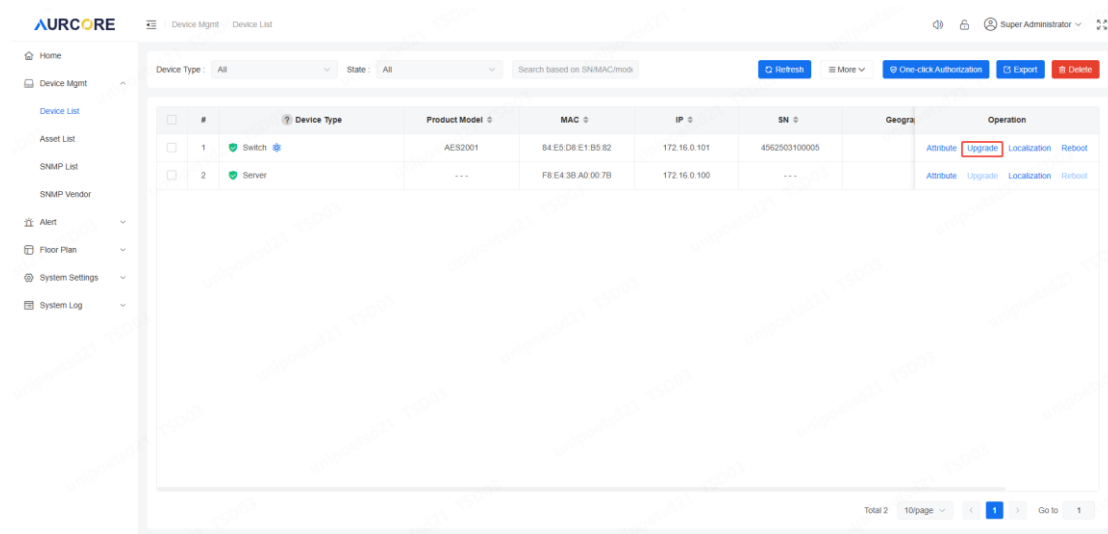 AURCORE
Device Mgmt / Device List
Super Administrator
Home
Device Mgmt
Device List
Asset List
SNMP List
SNMP Vendor
Alert
Floor Plan
System Settings
System Log
Device Type : All State : All Search based on SN/MAC/mode Refresh More One-click Authorization Export Delete
# ? Device Type Product Model MAC IP SN Geogra Operation
1 Switch AES2001 84:E5:D8:E1:B5:82 172.16.0.101 4562503100005 Attribute Upgrade Localization Reboot
2 Server - - - F8:E4:3B:A0:00:7B 172.16.0.100 - - - Attribute Upgrade Localization Reboot
Total 2 10/page < 1 > Go to 1